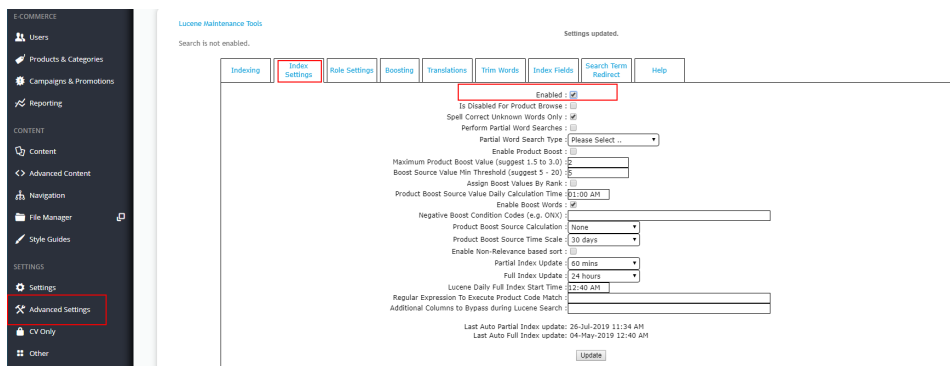 E-COMMERCE
Users
Products & Categories
Campaigns & Promotions
Reporting
CONTENT
Content
Advanced Content
Navigation
File Manager
Style Guides
SETTINGS
Settings
Advanced Settings
CV Only
Other
Lucene Maintenance Tools
Settings updated.
Search is not enabled.
Indexing
Index Settings
Role Settings
Boosting
Translations
Trim Words
Index Fields
Search Term Redirect
Help
Enabled :
Is Disabled For Product Browse :
Spell Correct Unknown Words Only :
Perform Partial Word Searches :
Partial Word Search Type : Please Select ..
Enable Product Boost :
Maximum Product Boost Value (suggest 1.5 to 3.0) : 2
Boost Source Value Min Threshold (suggest 5 - 20) : 5
Assign Boost Values By Rank :
Product Boost Source Value Daily Calculation Time : 01:00 AM
Enable Boost Words :
Negative Boost Condition Codes (e.g. ONX) :
Product Boost Source Calculation : None
Product Boost Source Time Scale : 30 days
Enable Non-Relevance based sort :
Partial Index Update : 60 mins
Full Index Update : 24 hours
Lucene Daily Full Index Start Time : 12:40 AM
Regular Expression To Execute Product Code Match :
Additional Columns to Bypass during Lucene Search :
Last Auto Partial Index update: 26-Jul-2019 11:34 AM
Last Auto Full Index update: 04-May-2019 12:40 AM
Update